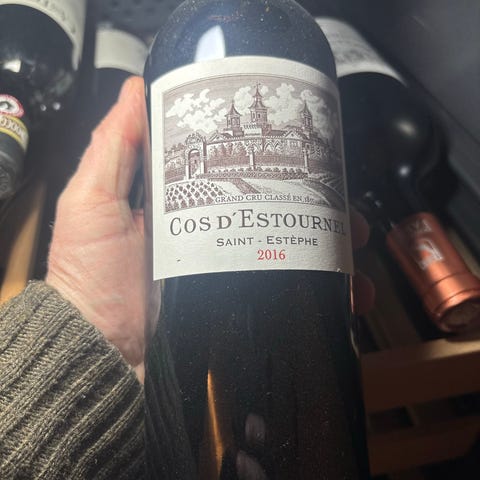 GRAND CRU CLASSÉ EN
COS D'ESTOURNEL
SAINT - ESTÈPHE
2016